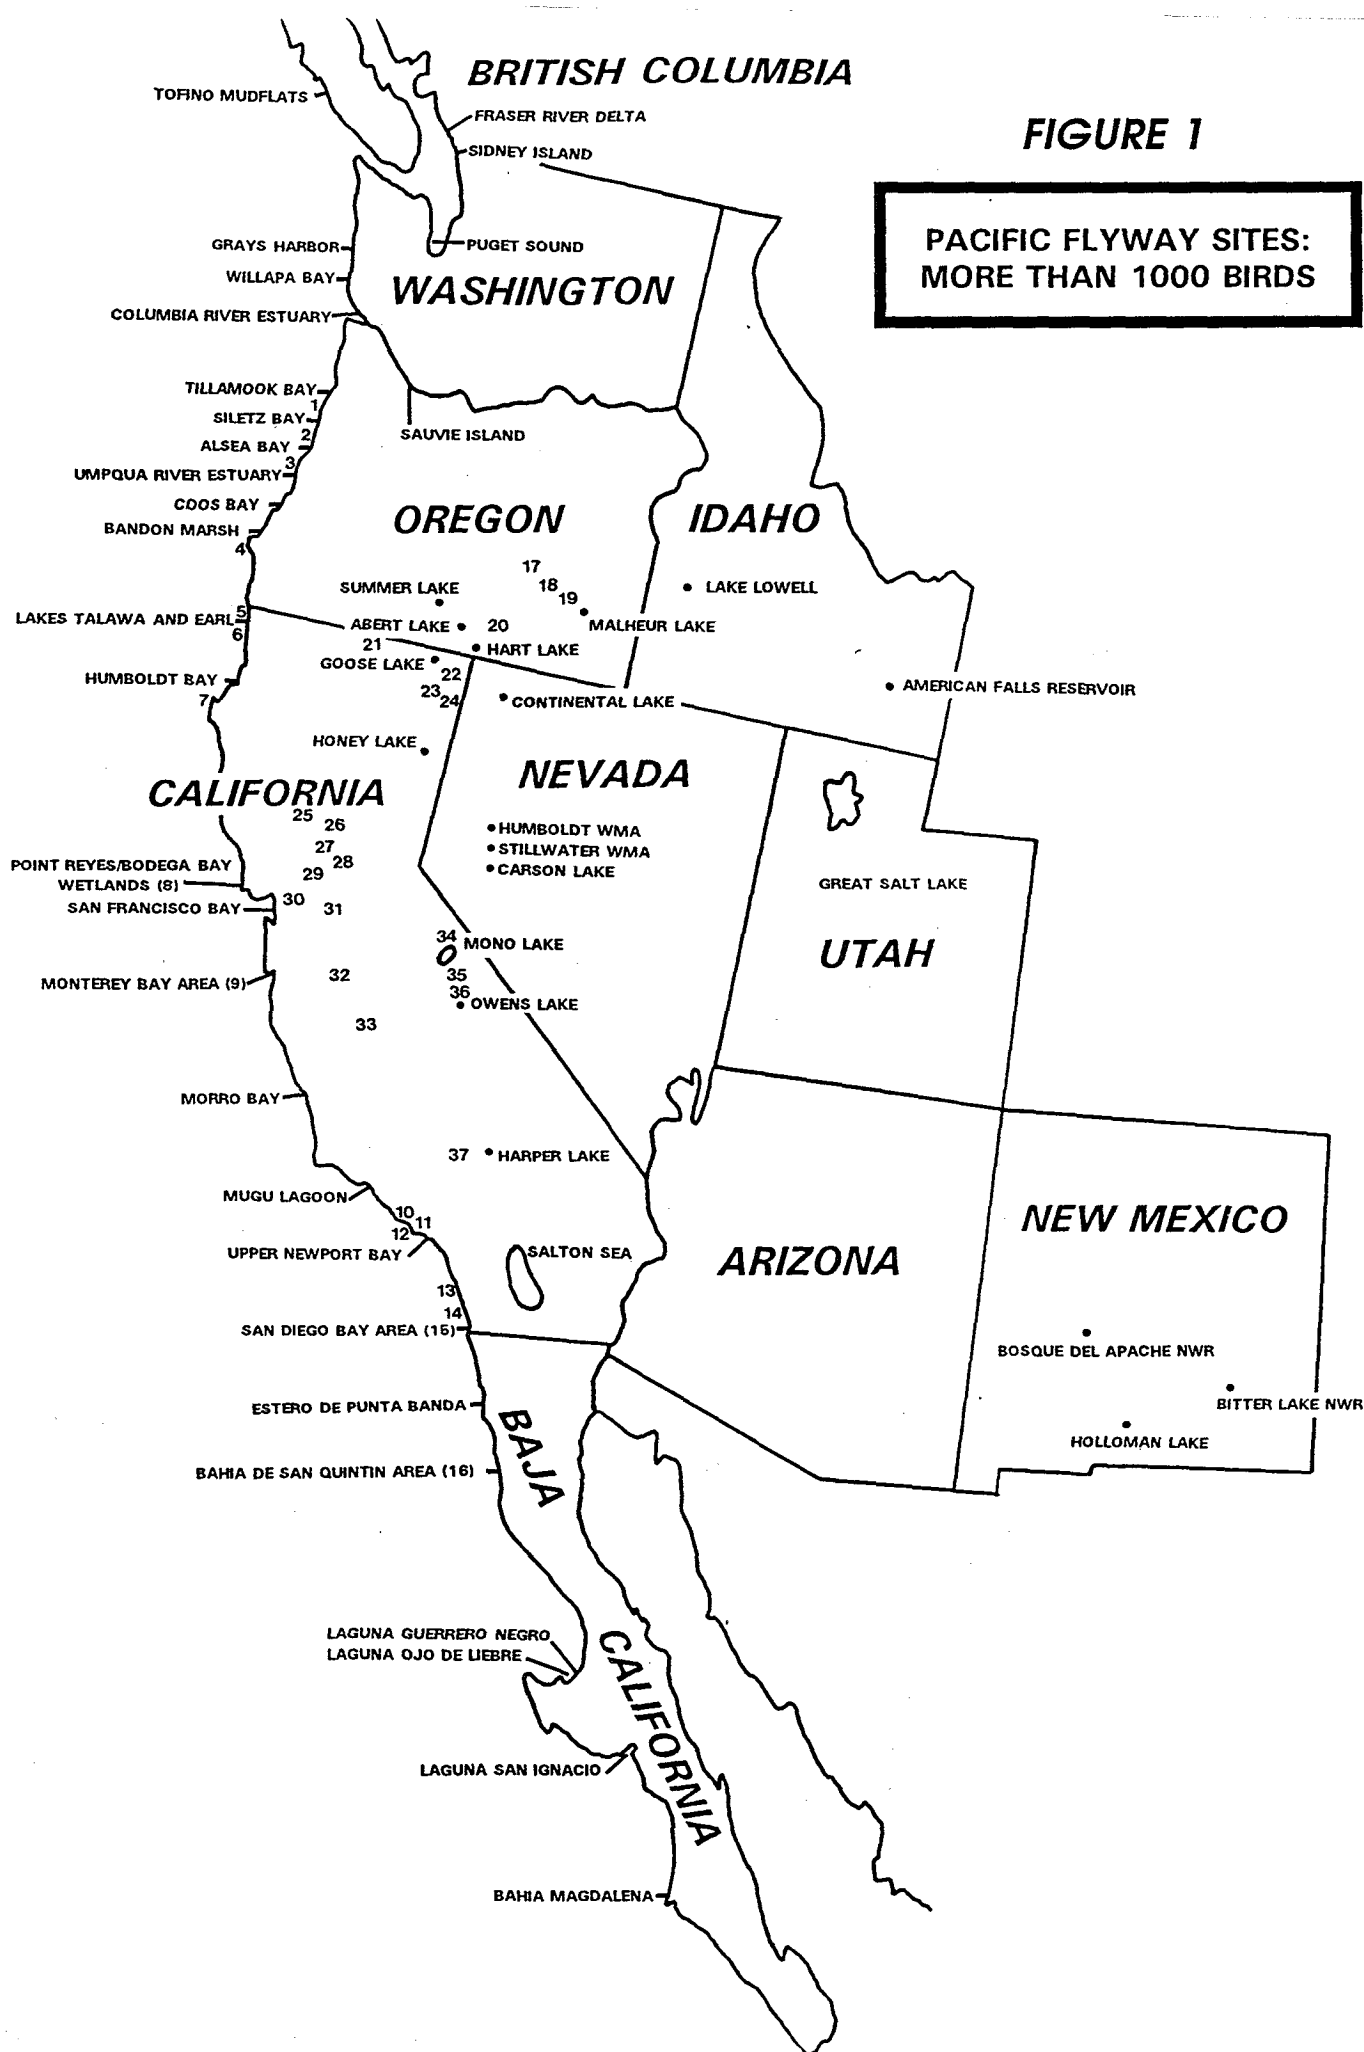 BRITISH COLUMBIA
TOFINO MUDFLATS
FRASER RIVER DELTA
FIGURE 1
SIDNEY ISLAND
PACIFIC FLYWAY SITES:
MORE THAN 1000 BIRDS
GRAYS HARBOR
PUGET SOUND
WILLAPA BAY
WASHINGTON
COLUMBIA RIVER ESTUARY
TILLAMOOK BAY
1
SILETZ BAY
2
SAUVIE ISLAND
ALSEA BAY
3
UMPQUA RIVER ESTUARY
COOS BAY
OREGON
IDAHO
BANDON MARSH
4
17
SUMMER LAKE
18
LAKE LOWELL
19
5
LAKES TALAWA AND EARL
ABERT LAKE
20
MALHEUR LAKE
6
21
HART LAKE
GOOSE LAKE
22
HUMBOLDT BAY
AMERICAN FALLS RESERVOIR
23
24
7
CONTINENTAL LAKE
HONEY LAKE
NEVADA
CALIFORNIA
25
26
HUMBOLDT WMA
27
STILLWATER WMA
28
POINT REYES/BODEGA BAY
WETLANDS (8)
29
CARSON LAKE
GREAT SALT LAKE
30
SAN FRANCISCO BAY
31
34
MONO LAKE
UTAH
32
35
MONTEREY BAY AREA (9)
36
OWENS LAKE
33
MORRO BAY
37
HARPER LAKE
MUGU LAGOON
10
11
NEW MEXICO
12
UPPER NEWPORT BAY
SALTON SEA
ARIZONA
13
14
SAN DIEGO BAY AREA (15)
BOSQUE DEL APACHE NWR
ESTERO DE PUNTA BANDA
BITTER LAKE NWR
BAJA
HOLLOMAN LAKE
BAHIA DE SAN QUINTIN AREA (16)
LAGUNA GUERRERO NEGRO
LAGUNA OJO DE LIEBRE
CALIFORNIA
LAGUNA SAN IGNACIO
BAHIA MAGDALENA